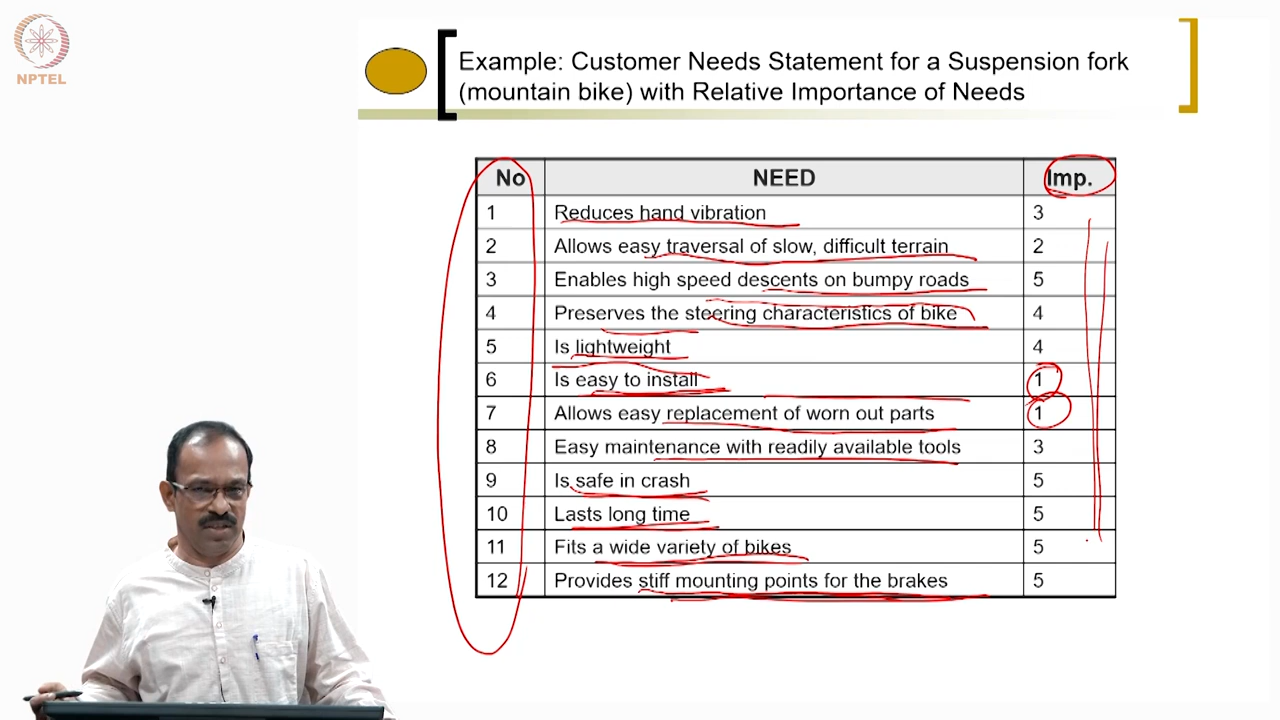 NPTEL
Example: Customer Needs Statement for a Suspension fork
(mountain bike) with Relative Importance of Needs
No NEED Imp.
1 Reduces hand vibration 3
2 Allows easy traversal of slow, difficult terrain 2
3 Enables high speed descents on bumpy roads 5
4 Preserves the steering characteristics of bike 4
5 Is lightweight 4
6 Is easy to install 1
7 Allows easy replacement of worn out parts 1
8 Easy maintenance with readily available tools 3
9 Is safe in crash 5
10 Lasts long time 5
11 Fits a wide variety of bikes 5
12 Provides stiff mounting points for the brakes 5